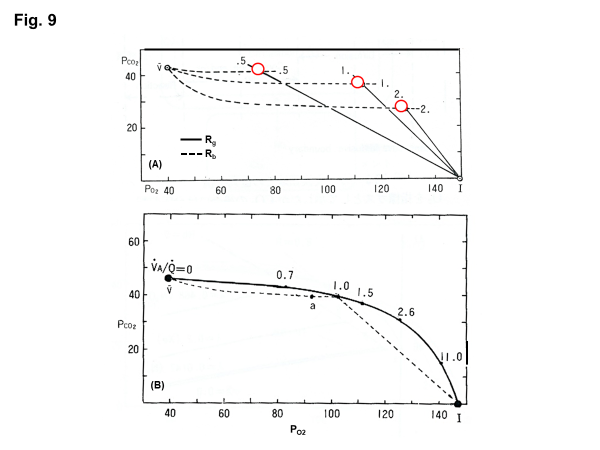 Fig. 9
PCO2
v̄
.5
.5
1.
1.
2.
2.
40
20
Rg
Rb
(A)
PO2 40 60 80 100 120 140 I
60
V̇A/Q̇=0
0.7
1.0
1.5
v̄
40
a
2.6
PCO2
20
11.0
(B)
40 60 80 100 120 140 I
PO2